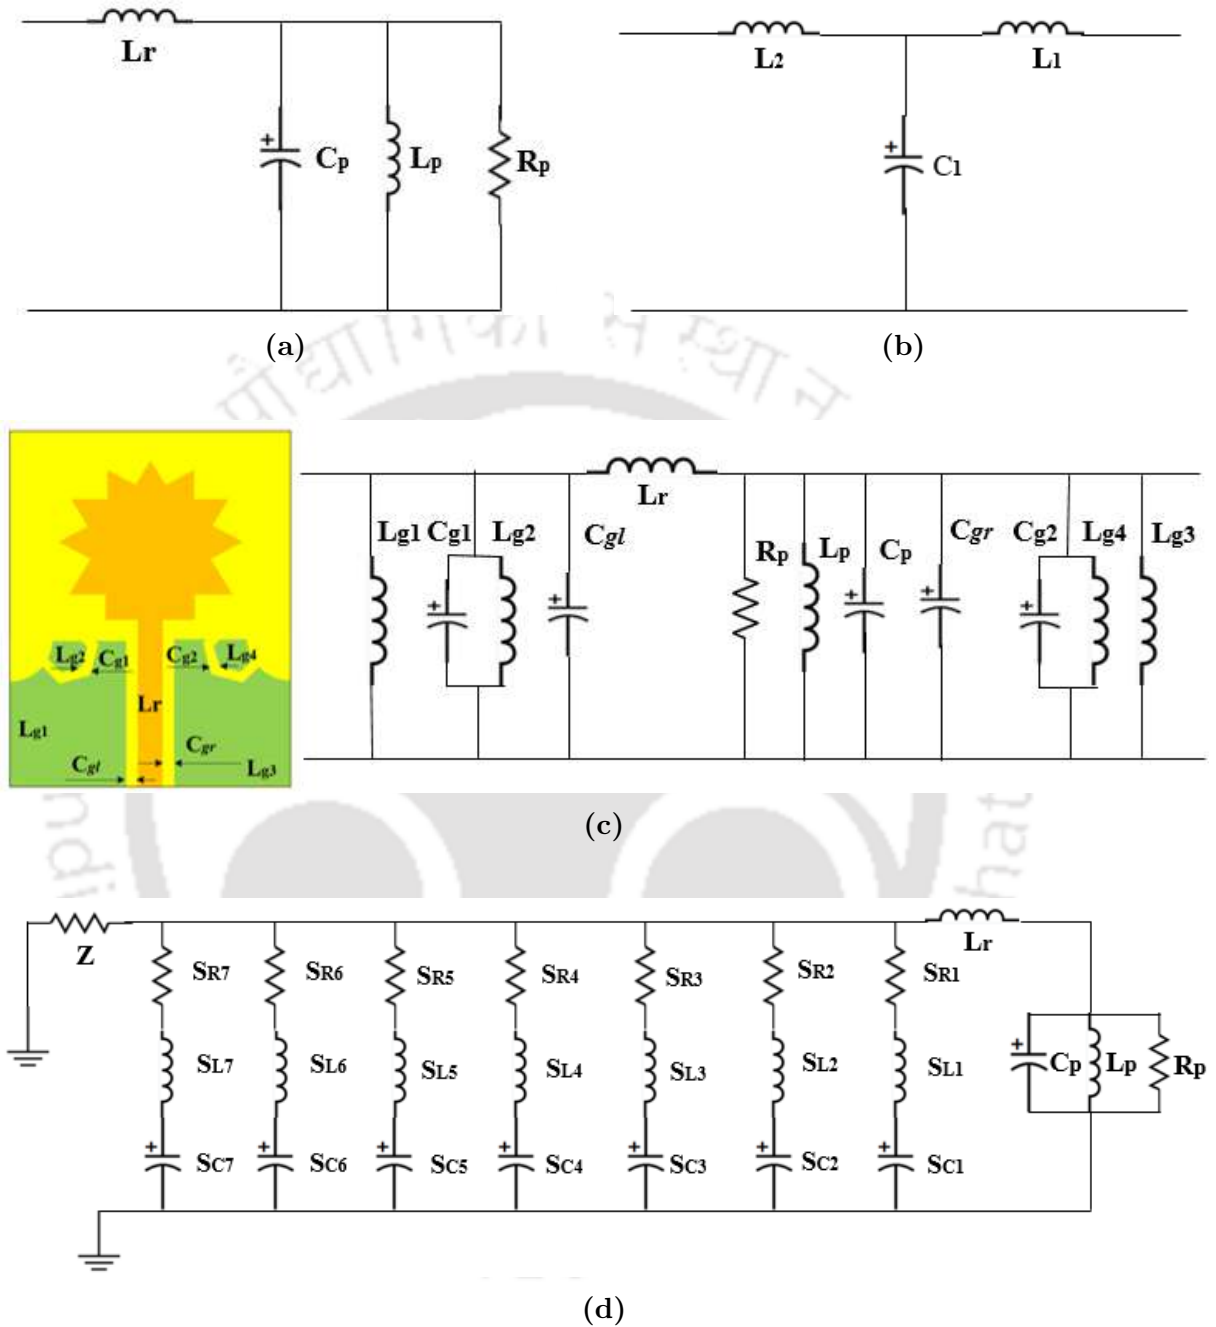 Lr
Cp
Lp
Rp
(a)
L2
L1
C1
(b)
Lg2
Cg1
Cg2
Lg4
Lr
Lg1
Cgr
Cgl
Lg3
Lr
Lg1 Cg1 Lg2 Cgl
Rp Lp Cp Cgr Cg2 Lg4 Lg3
(c)
Z
Lr
SR7 SR6 SR5 SR4 SR3 SR2 SR1
SL7 SL6 SL5 SL4 SL3 SL2 SL1
Cp Lp Rp
SC7 SC6 SC5 SC4 SC3 SC2 SC1
(d)